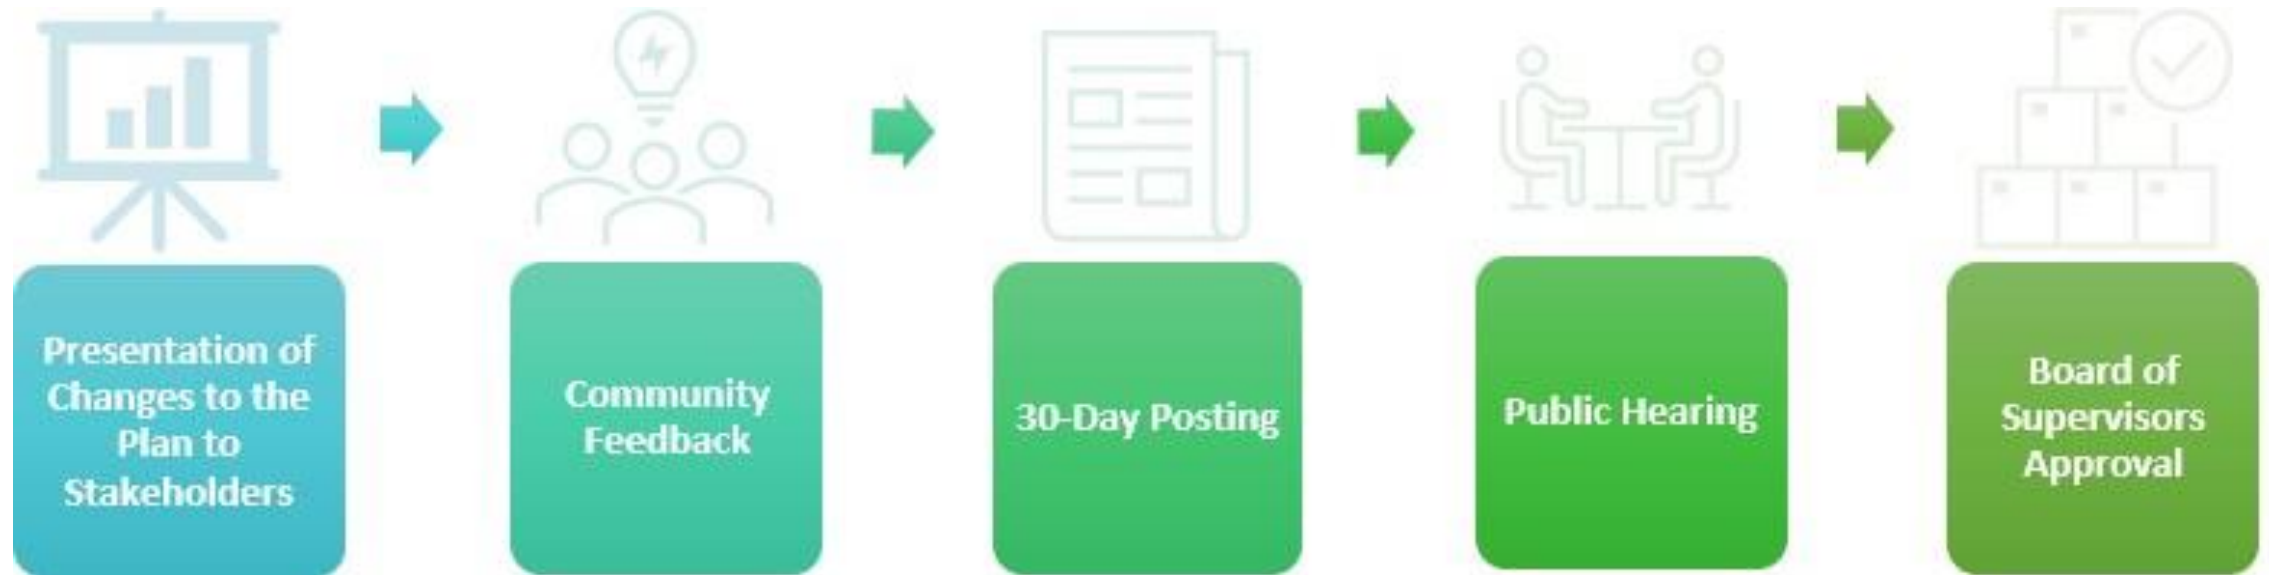 Presentation of
Changes to the
Plan to
Stakeholders
Community
Feedback
30-Day Posting
Public Hearing
Board of
Supervisors
Approval